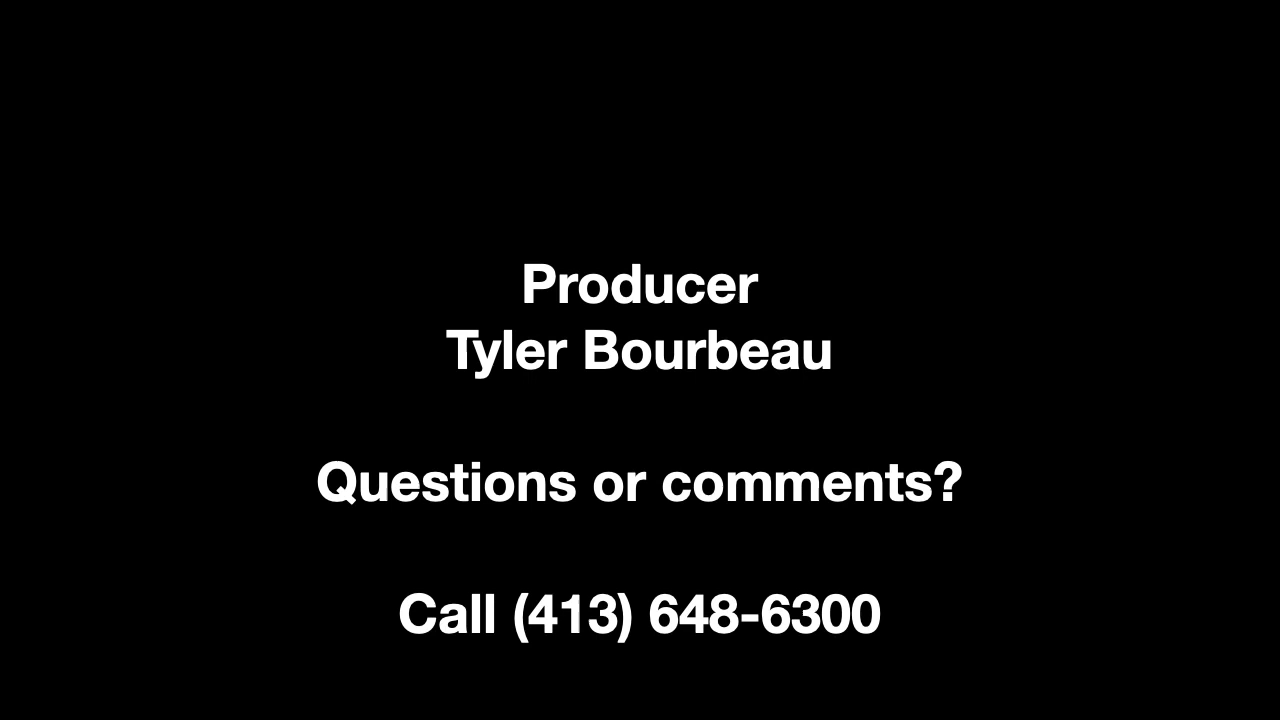 Producer
Tyler Bourbeau
Questions or comments?
Call (413) 648-6300